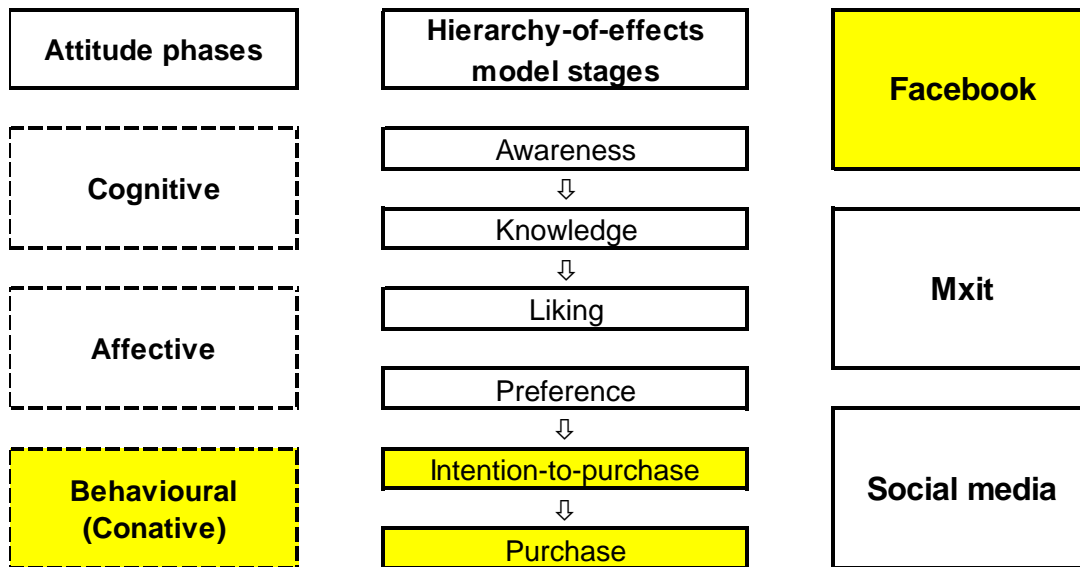 Attitude phases
Hierarchy-of-effects
model stages
Facebook
Cognitive
Awareness
⇩
Knowledge
⇩
Liking
Mxit
Affective
Preference
⇩
Behavioural
(Conative)
Intention-to-purchase
⇩
Purchase
Social media